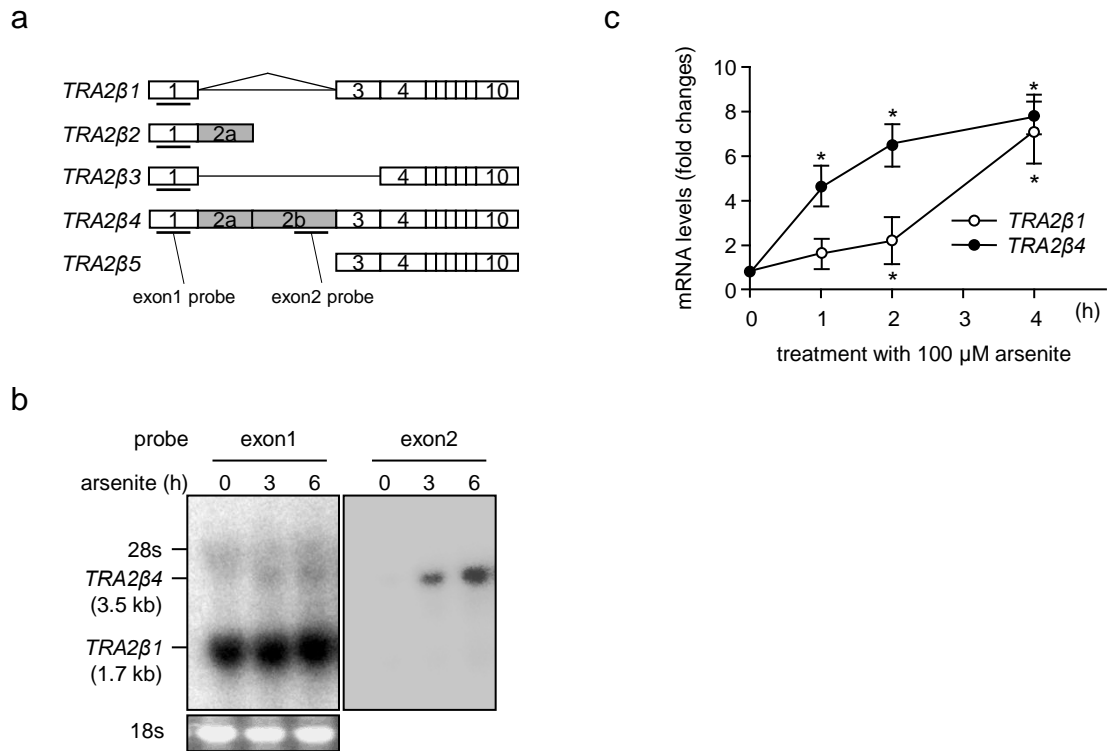 a
TRA2β1 1 3 4 10
TRA2β2 1 2a
TRA2β3 1 4 10
TRA2β4 1 2a 2b 3 4 10
TRA2β5 3 4 10
exon1 probe exon2 probe
b
probe exon1 exon2
arsenite (h) 0 3 6 0 3 6
28s
TRA2β4
(3.5 kb)
TRA2β1
(1.7 kb)
18s
c
mRNA levels (fold changes)
10
8
6
4
2
0
* * * * *
TRA2β1
TRA2β4
0 1 2 3 4 (h)
treatment with 100 µM arsenite